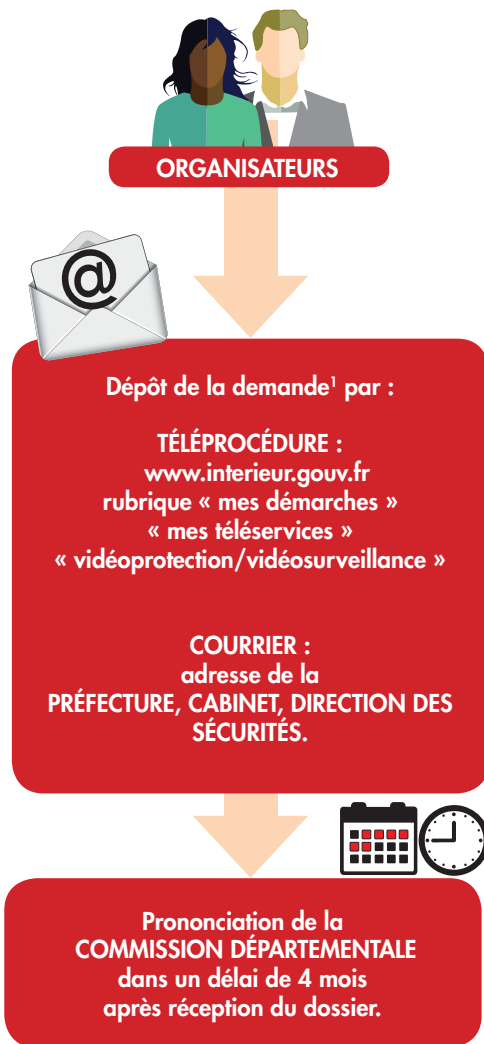 ORGANISATEURS
@
Dépôt de la demande¹ par :
TÉLÉPROCÉDURE :
www.interieur.gouv.fr
rubrique « mes démarches »
« mes téléservices »
« vidéoprotection/vidéosurveillance »
COURRIER :
adresse de la
PRÉFECTURE, CABINET, DIRECTION DES
SÉCURITÉS.
Prononciation de la
COMMISSION DÉPARTEMENTALE
dans un délai de 4 mois
après réception du dossier.